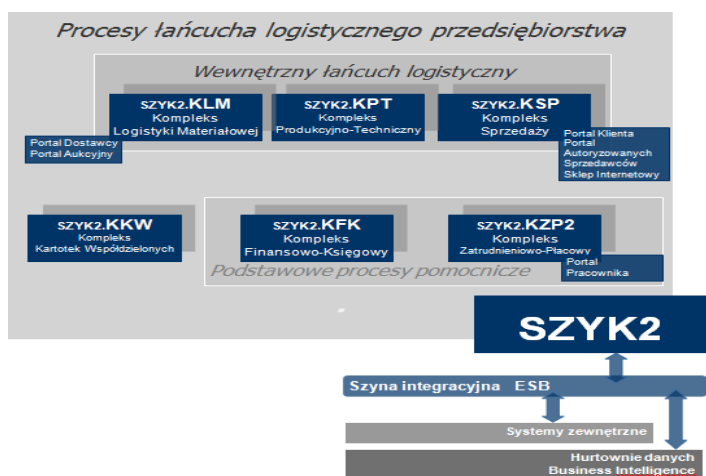 Procesy łańcucha logistycznego przedsiębiorstwa
Wewnętrzny łańcuch logistyczny
SZYK2.KLM
Kompleks
Logistyki Materiałowej
SZYK2.KPT
Kompleks
Produkcyjno-Techniczny
SZYK2.KSP
Kompleks
Sprzedaży
Portal Dostawcy
Portal Aukcyjny
Portal Klienta
Portal
Autoryzowanych
Sprzedawców
Sklep Internetowy
SZYK2.KKW
Kompleks
Kartotek Współdzielonych
SZYK2.KFK
Kompleks
Finansowo-Księgowy
SZYK2.KZP2
Kompleks
Zatrudnieniowo-Płacowy
Portal
Pracownika
Podstawowe procesy pomocnicze
SZYK2
Szyna integracyjna ESB
Systemy zewnętrzne
Hurtownie danych
Business Intelligence